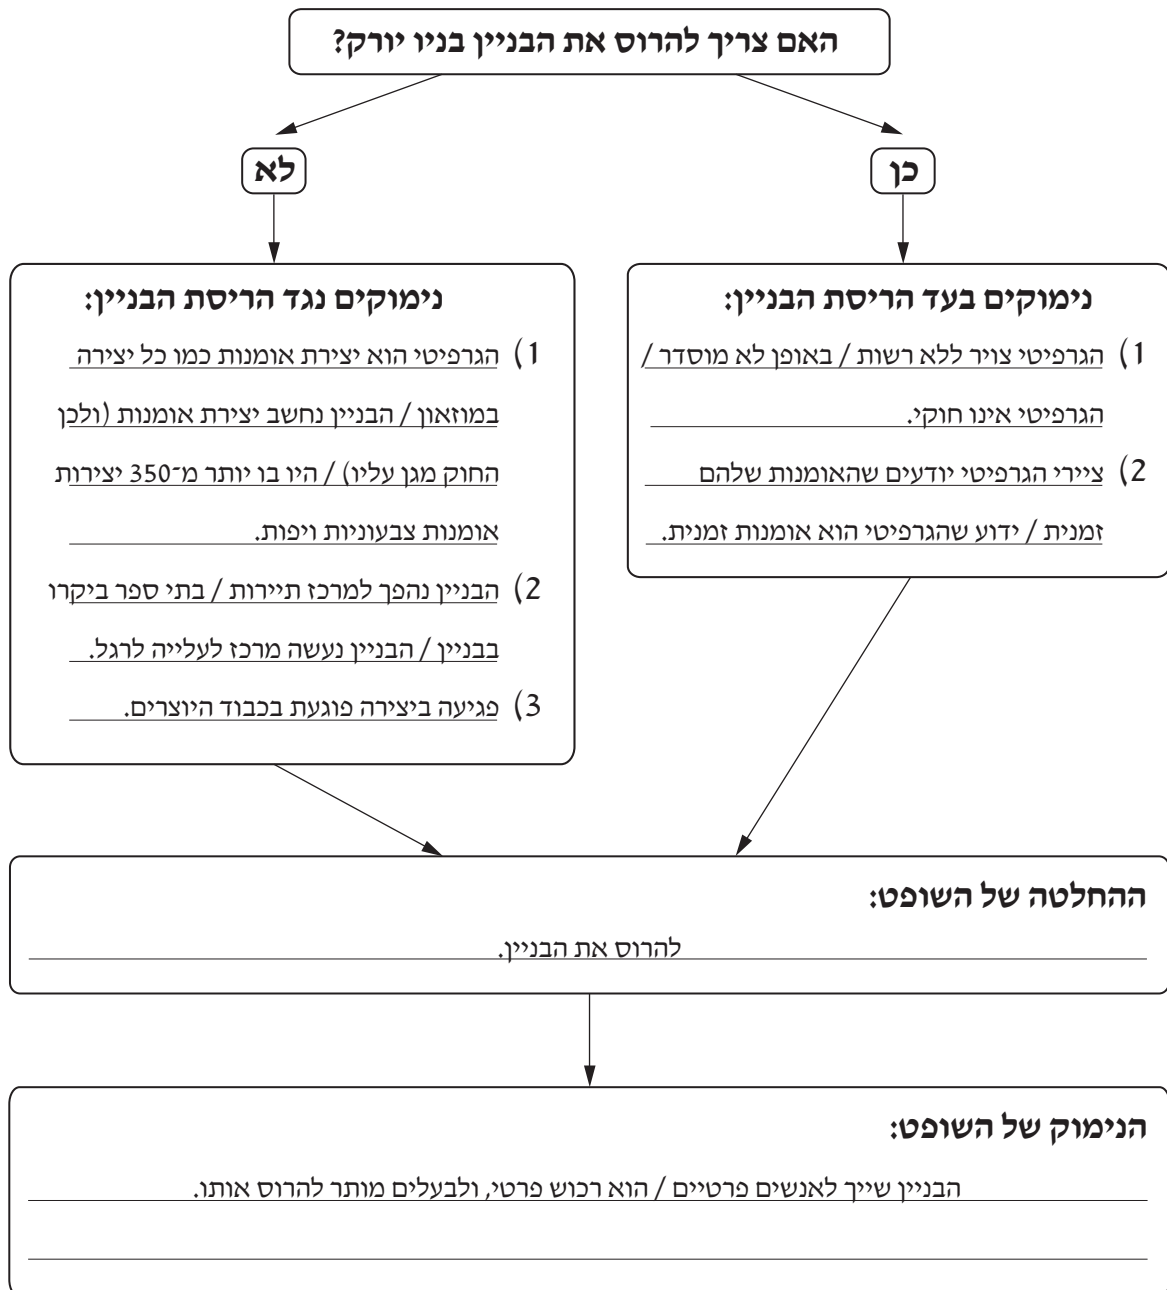 האם צריך להרוס את הבניין בניו יורק?
כן
לא
נימוקים בעד הריסת הבניין:
1) הגרפיטי צויר ללא רשות / באופן לא מוסדר /
הגרפיטי אינו חוקי.
2) ציירי הגרפיטי יודעים שהאומנות שלהם
זמנית / ידוע שהגרפיטי הוא אומנות זמנית.
נימוקים נגד הריסת הבניין:
1) הגרפיטי הוא יצירת אומנות כמו כל יצירה
במוזאון / הבניין נחשב יצירת אומנות (ולכן
החוק מגן עליו) / היו בו יותר מ־350 יצירות
אומנות צבעוניות ויפות.
2) הבניין נהפך למרכז תיירות / בתי ספר ביקרו
בבניין / הבניין נעשה מרכז לעלייה לרגל.
3) פגיעה ביצירה פוגעת בכבוד היוצרים.
ההחלטה של השופט:
להרוס את הבניין.
הנימוק של השופט:
הבניין שייך לאנשים פרטיים / הוא רכוש פרטי, ולבעלים מותר להרוס אותו.